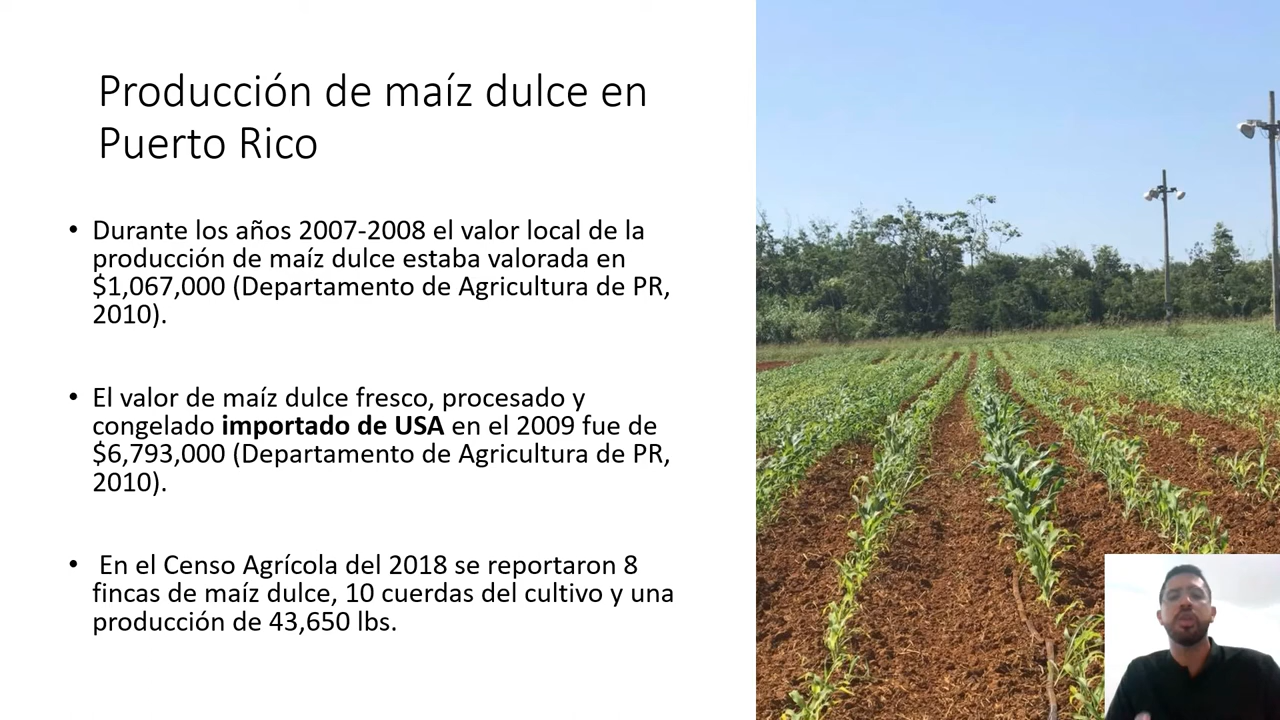 Producción de maíz dulce en
Puerto Rico
• Durante los años 2007-2008 el valor local de la
producción de maíz dulce estaba valorada en
$1,067,000 (Departamento de Agricultura de PR,
2010).
• El valor de maíz dulce fresco, procesado y
congelado importado de USA en el 2009 fue de
$6,793,000 (Departamento de Agricultura de PR,
2010).
• En el Censo Agrícola del 2018 se reportaron 8
fincas de maíz dulce, 10 cuerdas del cultivo y una
producción de 43,650 lbs.